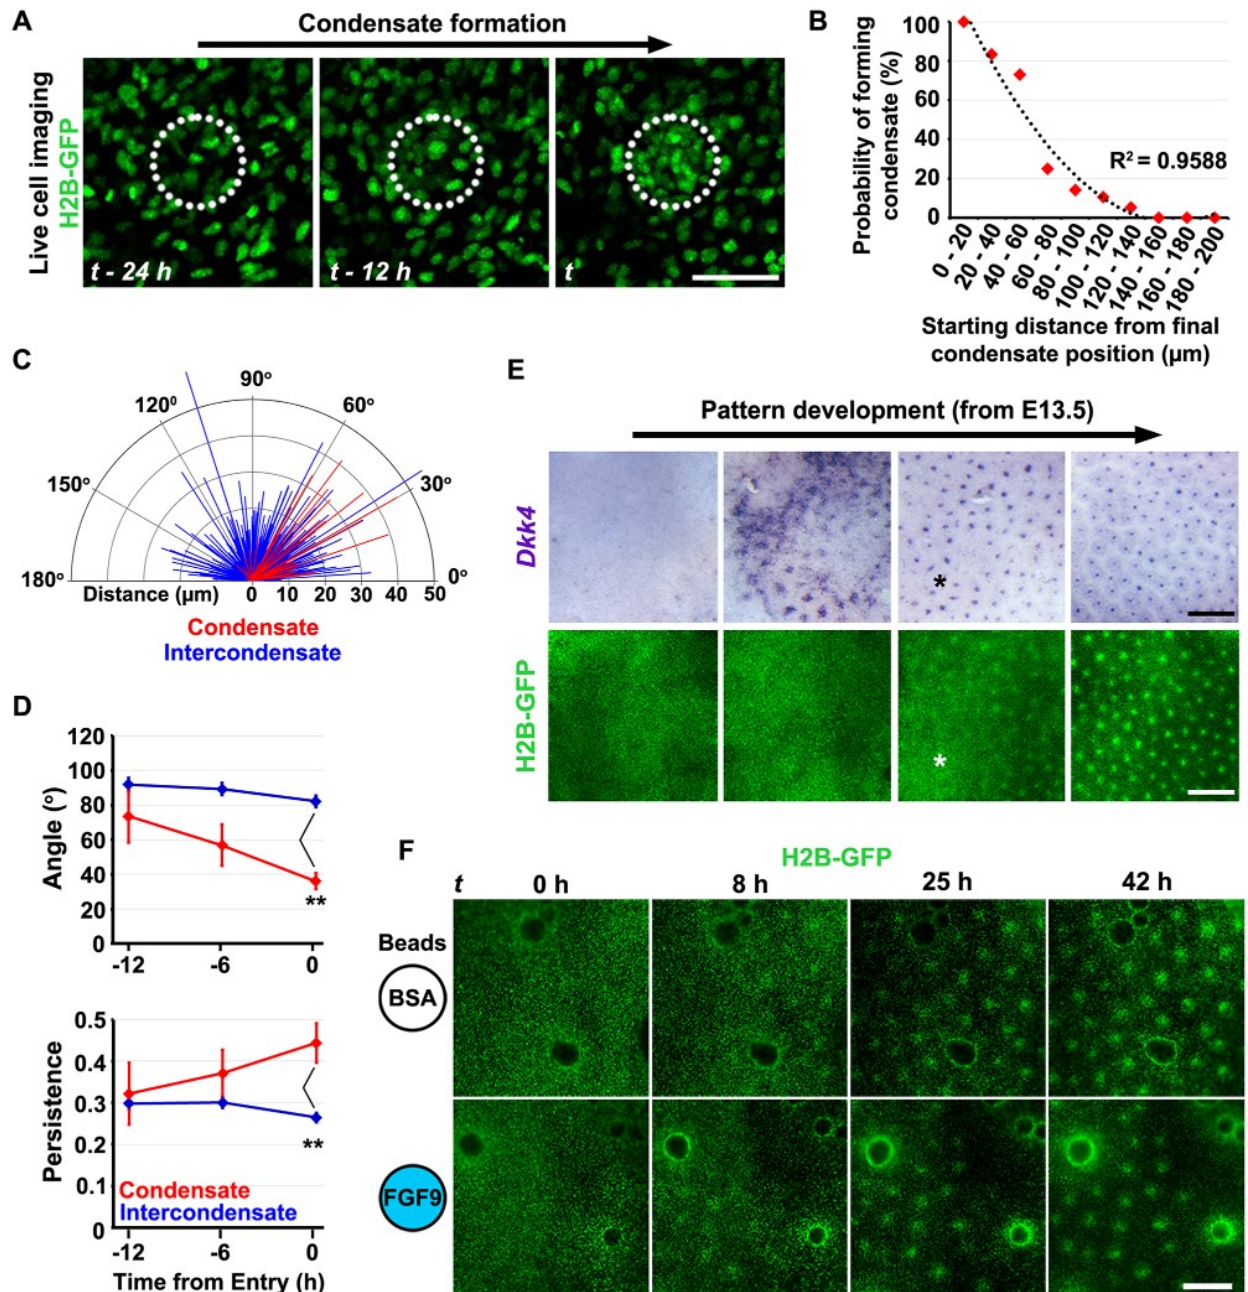 A
Condensate formation
Live cell imaging
H2B-GFP
t - 24 h
t - 12 h
t
B
Probability of forming
condensate (%)
100
80
60
40
20
0
R² = 0.9588
0 - 20
20 - 40
40 - 60
60 - 80
80 - 100
100 - 120
120 - 140
140 - 160
160 - 180
180 - 200
Starting distance from final
condensate position (µm)
C
90°
120⁰
60°
150°
30°
180°
0°
Distance (µm)
0 10 20 30 40 50
Condensate
Intercondensate
D
Angle (°)
120
100
80
60
40
20
0
**
-12 -6 0
Persistence
0.5
0.4
0.3
0.2
0.1
0
**
Condensate
Intercondensate
-12 -6 0
Time from Entry (h)
E
Pattern development (from E13.5)
Dkk4
*
H2B-GFP
*
F
H2B-GFP
t 0 h 8 h 25 h 42 h
Beads
BSA
FGF9